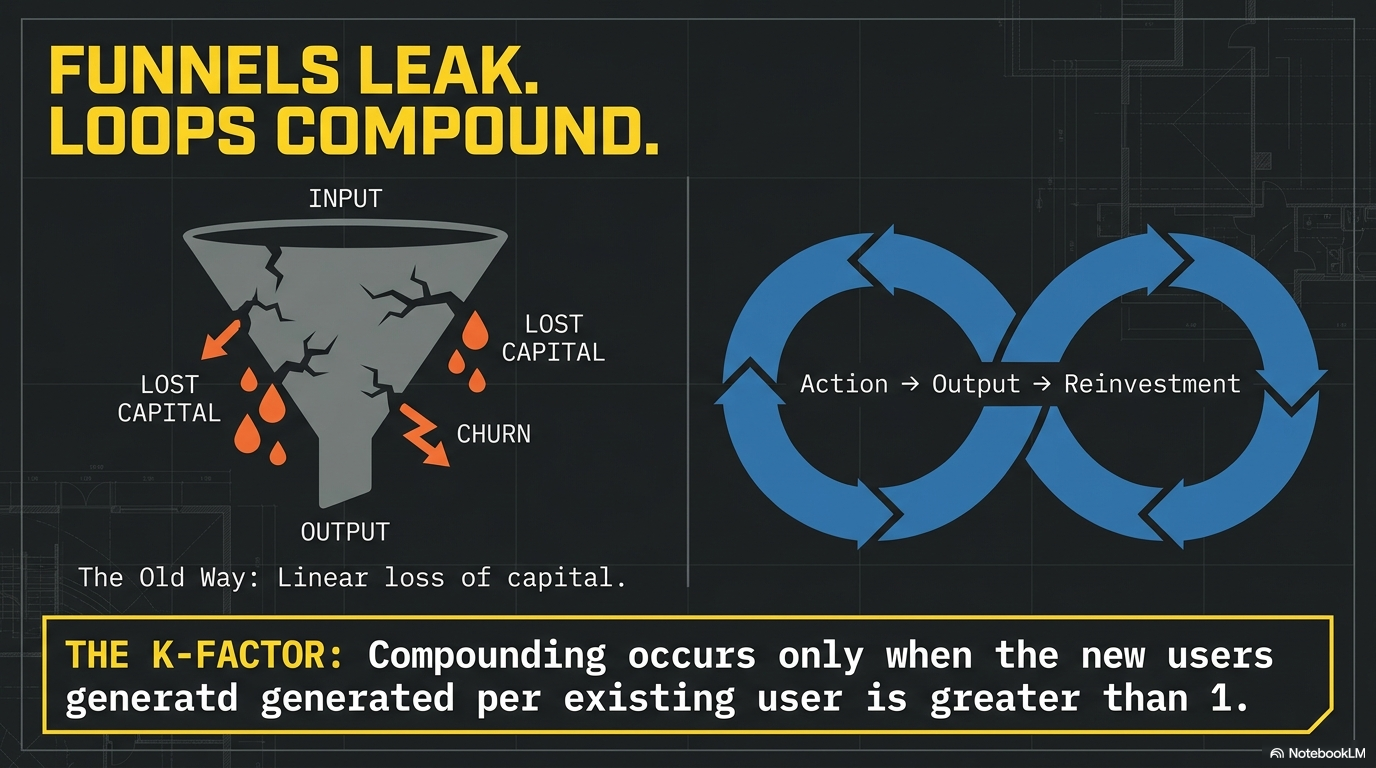 FUNNELS LEAK.
LOOPS COMPOUND.
INPUT
LOST
CAPITAL
LOST
CAPITAL
CHURN
OUTPUT
The Old Way: Linear loss of capital.
Action → Output → Reinvestment
THE K-FACTOR: Compounding occurs only when the new users
generatd generated per existing user is greater than 1.
NotebookLM